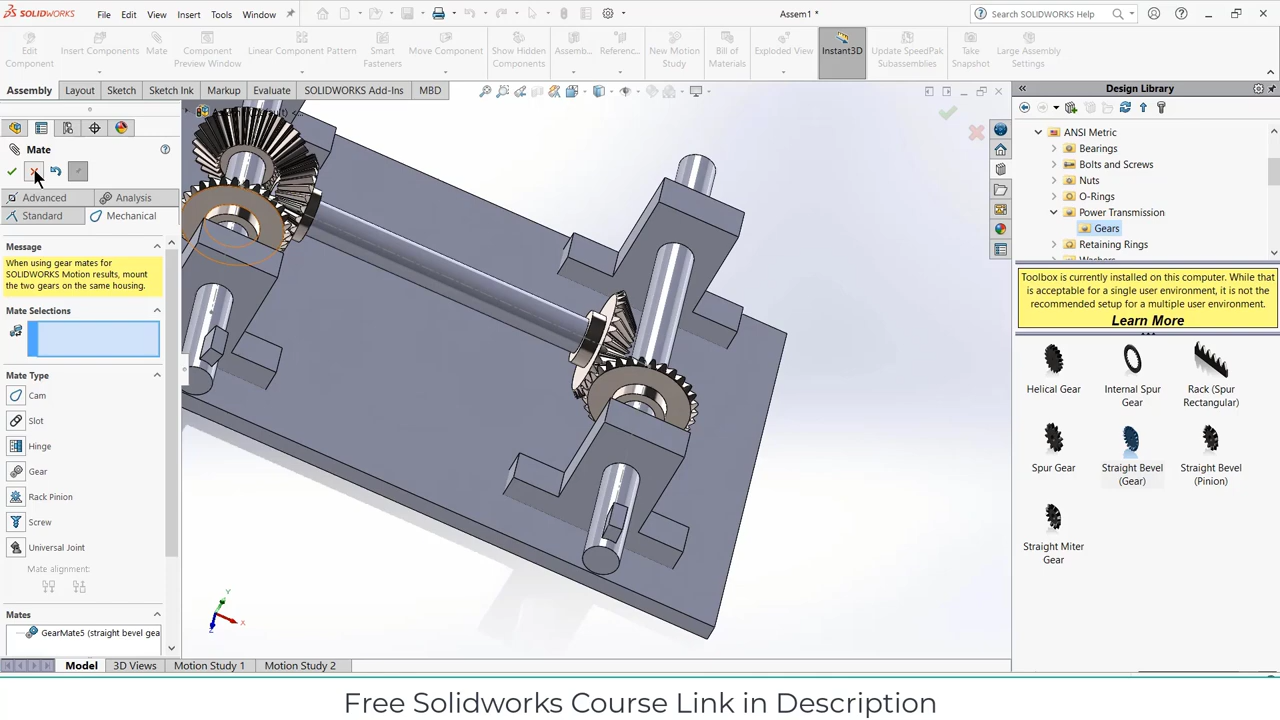 SOLIDWORKS
File
Edit
View
Insert
Tools
Window
Assem1 *
Search SOLIDWORKS Help
Edit
Component
Insert Components
Mate
Component
Preview Window
Linear Component Pattern
Smart
Fasteners
Move Component
Show Hidden
Components
Assemb...
Referenc...
New Motion
Study
Bill of
Materials
Exploded View
Instant3D
Update SpeedPak
Subassemblies
Take
Snapshot
Large Assembly
Settings
Assembly
Layout
Sketch
Sketch Ink
Markup
Evaluate
SOLIDWORKS Add-Ins
MBD
Mate
Advanced
Analysis
Standard
Mechanical
Message
When using gear mates for
SOLIDWORKS Motion results, mount
the two gears on the same housing.
Mate Selections
Mate Type
Cam
Slot
Hinge
Gear
Rack Pinion
Screw
Universal Joint
Mate alignment:
Mates
GearMate5 (straight bevel gea
Y
X
Z
Design Library
ANSI Metric
Bearings
Bolts and Screws
Nuts
O-Rings
Power Transmission
Gears
Retaining Rings
Toolbox is currently installed on this computer. While that
is acceptable for a single user environment, it is not the
recommended setup for a multiple user environment.
Learn More
Helical Gear
Internal Spur
Gear
Rack (Spur
Rectangular)
Spur Gear
Straight Bevel
(Gear)
Straight Bevel
(Pinion)
Straight Miter
Gear
Model
3D Views
Motion Study 1
Motion Study 2
Free Solidworks Course Link in Description